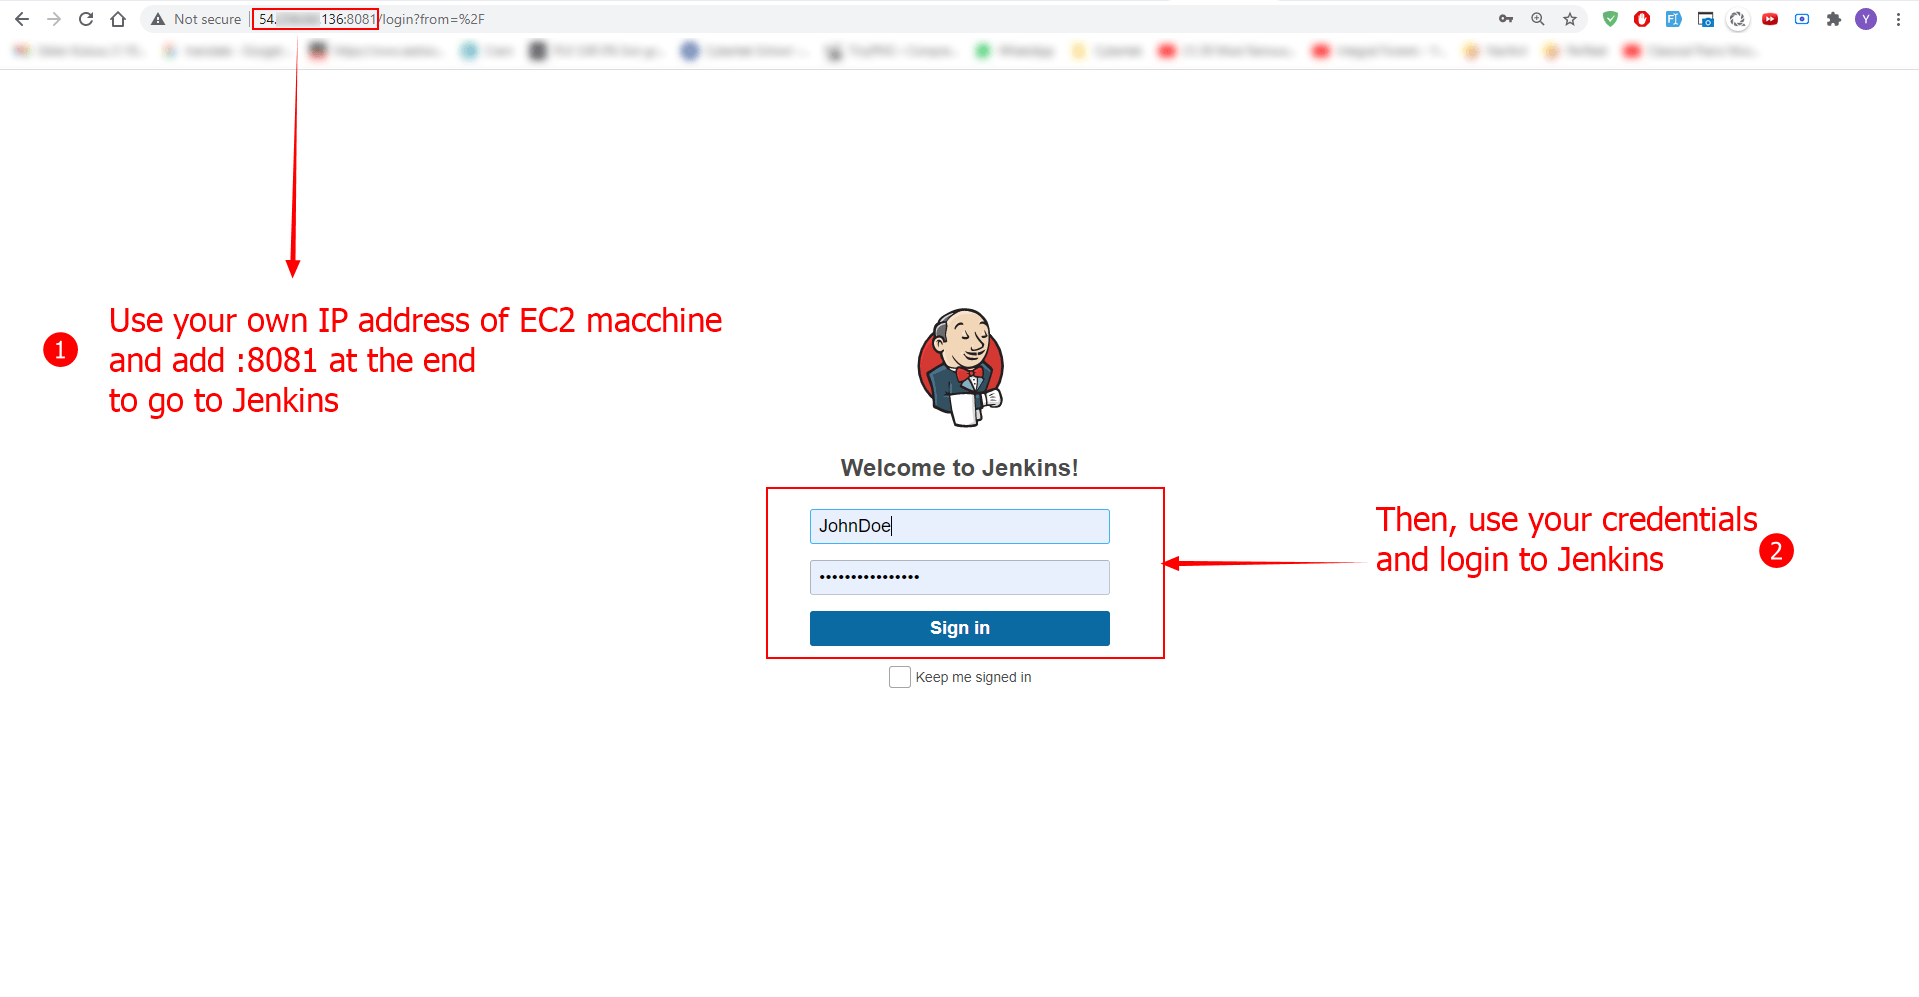 Not secure 54. 136:8081/login?from=%2F
WhatsApp
1
Use your own IP address of EC2 macchine
and add :8081 at the end
to go to Jenkins
Welcome to Jenkins!
JohnDoe
••••••••••••••••
Sign in
Keep me signed in
Then, use your credentials
and login to Jenkins
2
Y